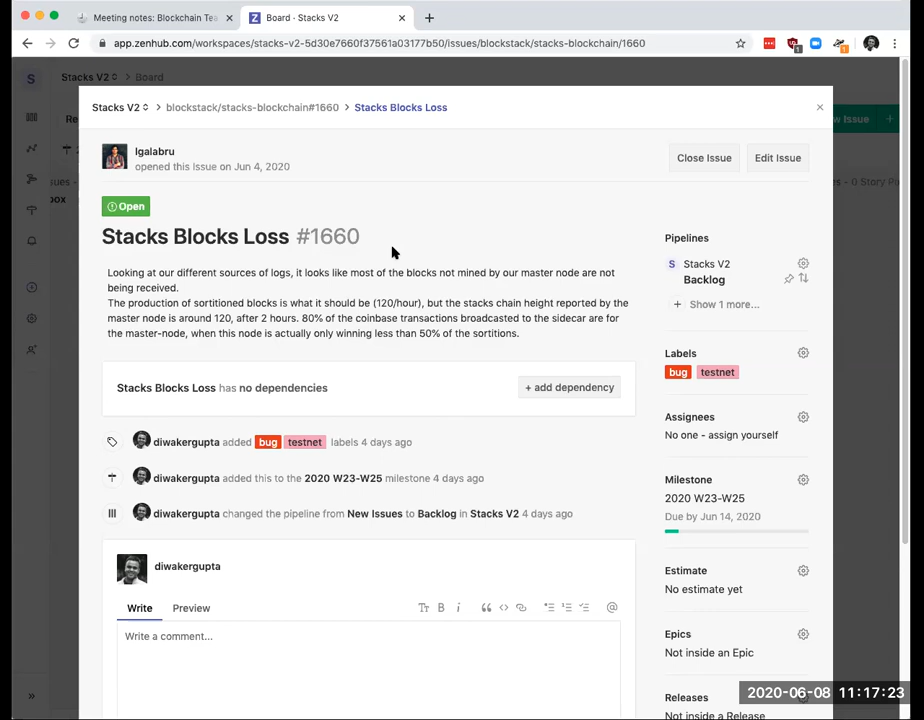 Meeting notes: Blockchain Tea
Board · Stacks V2
app.zenhub.com/workspaces/stacks-v2-5d30e7660f37561a03177b50/issues/blockstack/stacks-blockchain/1660
S
Stacks V2
Board
Stacks V2 > blockstack/stacks-blockchain#1660 > Stacks Blocks Loss
Re
w Issue
ues
- 0 Story Po
box
lgalabru
opened this issue on Jun 4, 2020
Close Issue
Edit Issue
Open
Stacks Blocks Loss #1660
Looking at our different sources of logs, it looks like most of the blocks not mined by our master node are not
being received.
The production of sortitioned blocks is what it should be (120/hour), but the stacks chain height reported by the
master node is around 120, after 2 hours. 80% of the coinbase transactions broadcasted to the sidecar are for
the master-node, when this node is actually only winning less than 50% of the sortitions.
Stacks Blocks Loss has no dependencies
+ add dependency
diwakergupta added bug testnet labels 4 days ago
diwakergupta added this to the 2020 W23-W25 milestone 4 days ago
diwakergupta changed the pipeline from New Issues to Backlog in Stacks V2 4 days ago
diwakergupta
Write
Preview
Write a comment...
Pipelines
S Stacks V2
Backlog
+ Show 1 more...
Labels
bug testnet
Assignees
No one - assign yourself
Milestone
2020 W23-W25
Due by Jun 14, 2020
Estimate
No estimate yet
Epics
Not inside an Epic
Releases
Not inside a Release
2020-06-08 11:17:23